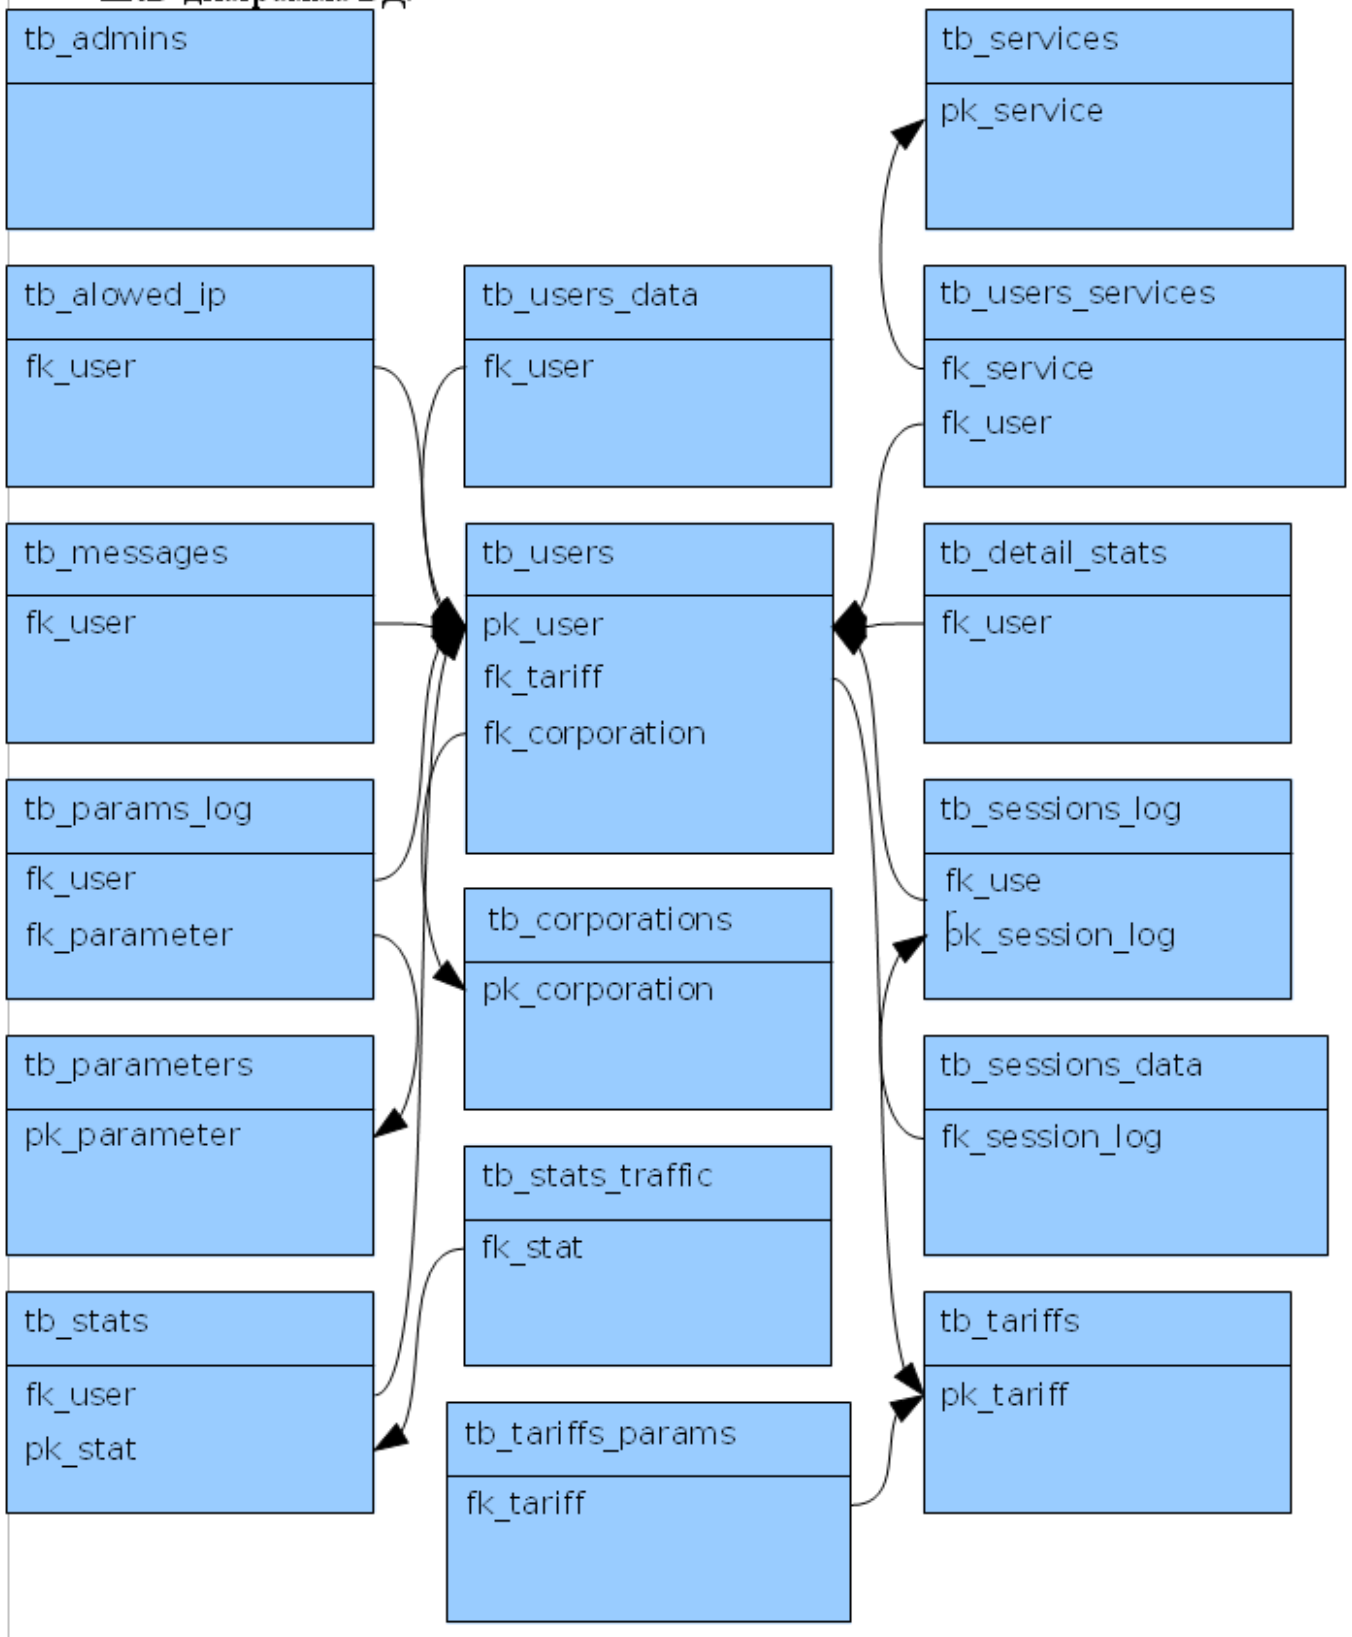 tb_admins
tb_services
pk_service
tb_alowed_ip
fk_user
tb_users_data
fk_user
tb_users_services
fk_service
fk_user
tb_messages
fk_user
tb_users
pk_user
fk_tariff
fk_corporation
tb_detail_stats
fk_user
tb_params_log
fk_user
fk_parameter
tb_corporations
pk_corporation
tb_sessions_log
fk_use
pk_session_log
tb_parameters
pk_parameter
tb_stats_traffic
fk_stat
tb_sessions_data
fk_session_log
tb_stats
fk_user
pk_stat
tb_tariffs_params
fk_tariff
tb_tariffs
pk_tariff